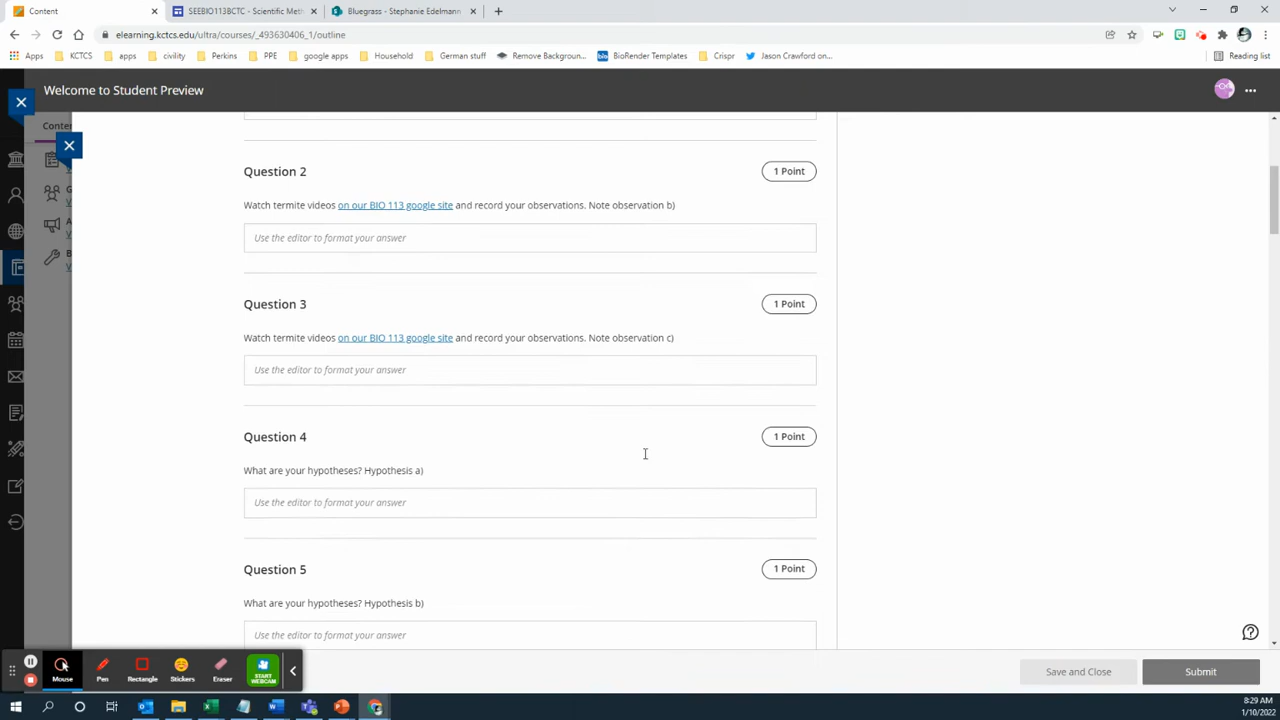 Content
SEEBIO113BCTC - Scientific Meth
Bluegrass - Stephanie Edelmann
elearning.kctcs.edu/ultra/courses/_493630406_1/outline
Apps
KCTCS
apps
civility
Perkins
PPE
google apps
Household
German stuff
Remove Backgroun...
bio
BioRender Templates
Crispr
Jason Crawford on...
Reading list
Welcome to Student Preview
Conte
Question 2
1 Point
Watch termite videos on our BIO 113 google site and record your observations. Note observation b)
Use the editor to format your answer
Question 3
1 Point
Watch termite videos on our BIO 113 google site and record your observations. Note observation c)
Use the editor to format your answer
Question 4
1 Point
What are your hypotheses? Hypothesis a)
Use the editor to format your answer
Question 5
1 Point
What are your hypotheses? Hypothesis b)
Use the editor to format your answer
Mouse
Pen
Rectangle
Stickers
Eraser
START
WEBCAM
Save and Close
Submit
8:29 AM
1/10/2022